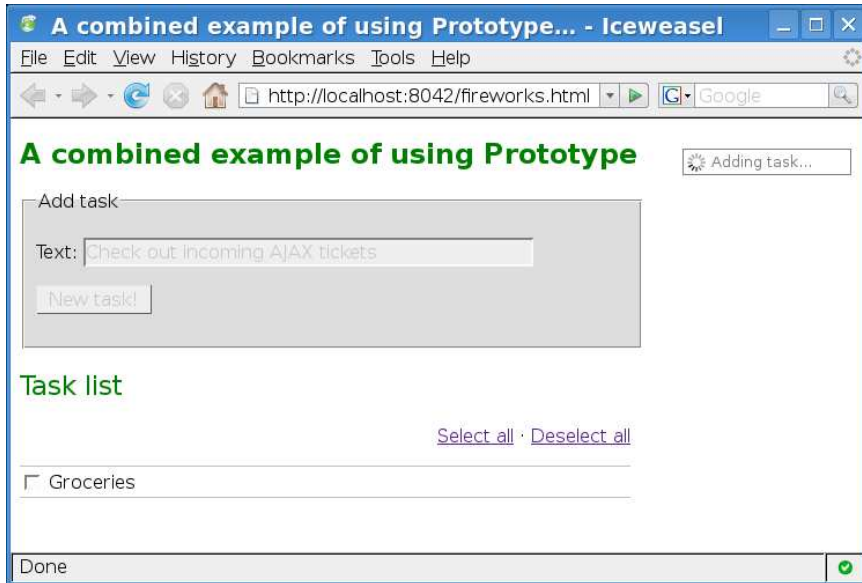 A combined example of using Prototype... - Iceweasel
File Edit View History Bookmarks Tools Help
http://localhost:8042/fireworks.html G Google
A combined example of using Prototype
Adding task...
Add task
Text: Check out incoming AJAX tickets
New task!
Task list
Select all · Deselect all
Groceries
Done